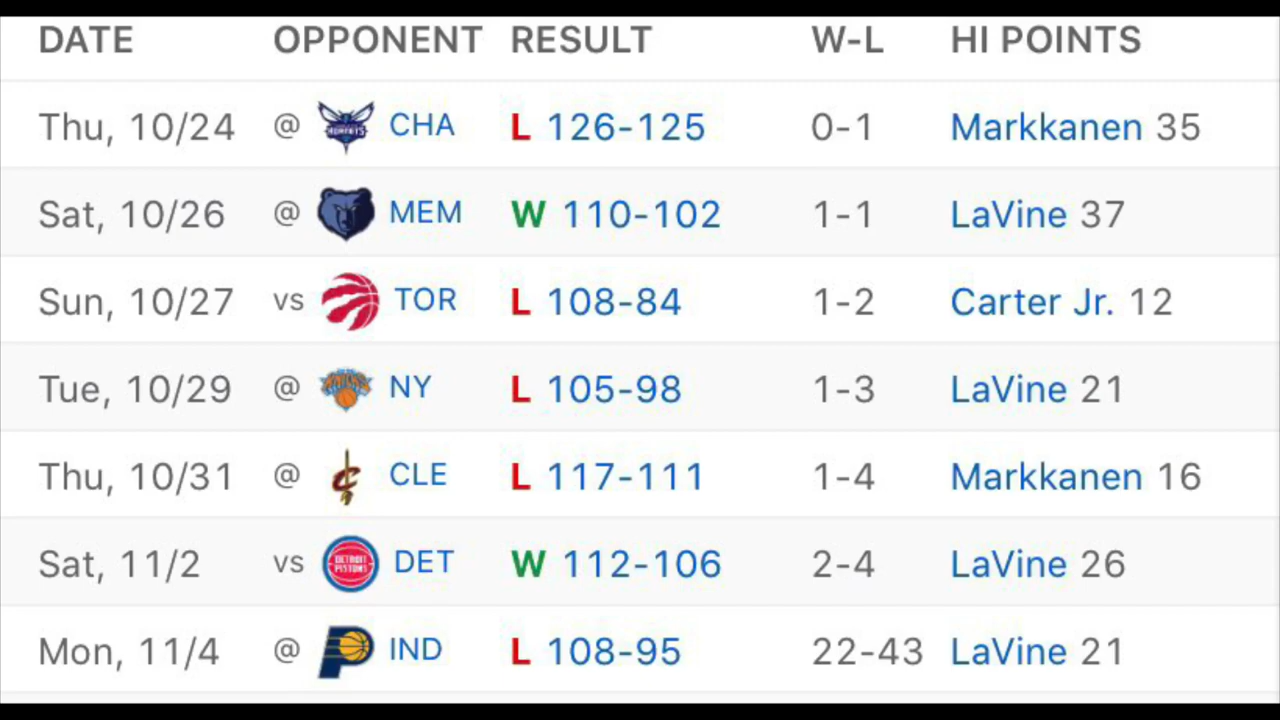 DATE OPPONENT RESULT W-L HI POINTS
Thu, 10/24 @ HORNETS CHA L 126-125 0-1 Markkanen 35
Sat, 10/26 @ MEM W 110-102 1-1 LaVine 37
Sun, 10/27 vs TOR L 108-84 1-2 Carter Jr. 12
Tue, 10/29 @ KNICKS NY L 105-98 1-3 LaVine 21
Thu, 10/31 @ C CLE L 117-111 1-4 Markkanen 16
Sat, 11/2 vs DETROIT PISTONS DET W 112-106 2-4 LaVine 26
Mon, 11/4 @ P IND L 108-95 22-43 LaVine 21